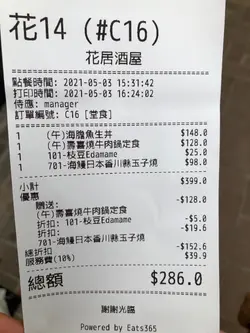 花14 (#C16)
花居酒屋
點餐時間: 2021-05-03 15:31:42
打印時間: 2021-05-03 16:24:02
侍應: manager
訂單編號: C16 [堂食]
1 (午)海膽魚生丼 $148.0
1 (午)壽喜燒牛肉鍋定食 $128.0
1 101-枝豆Edamame $25.0
1 701-海鰻日本香川縣玉子燒 $98.0
小計 $399.0
優惠
贈送: -$128.0
(午)壽喜燒牛肉鍋定食
折扣: 101-枝豆Edamame -$5.0
折扣: -$19.6
701-海鰻日本香川縣玉子燒
總折扣 -$152.6
服務費(10%) $39.9
總額 $286.0
謝謝光臨
Powered by Eats365